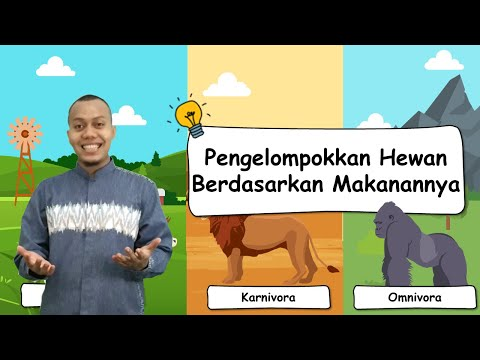 Pengelompokkan Hewan
Berdasarkan Makanannya
Karnivora
Omnivora